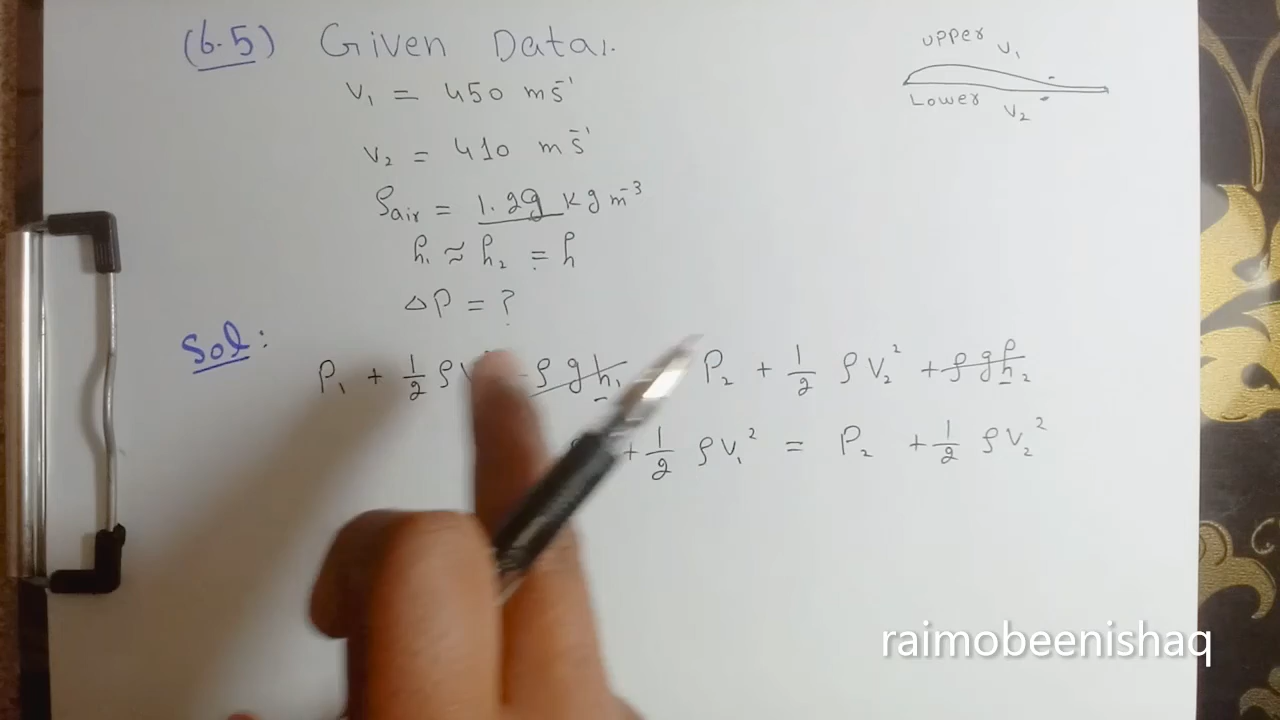 (6.5) Given Data:
upper V₁
Lower V₂
V₁ = 450 ms⁻¹
V₂ = 410 ms⁻¹
ρair = 1.29 kg m⁻³
h₁ ≈ h₂ = h
ΔP = ?
Sol:
P₁ + 1/2 ρV ρgh₁ P₂ + 1/2 ρV₂² + ρgh₂
+ 1/2 ρV₁² = P₂ + 1/2 ρV₂²
raimobeenishaq